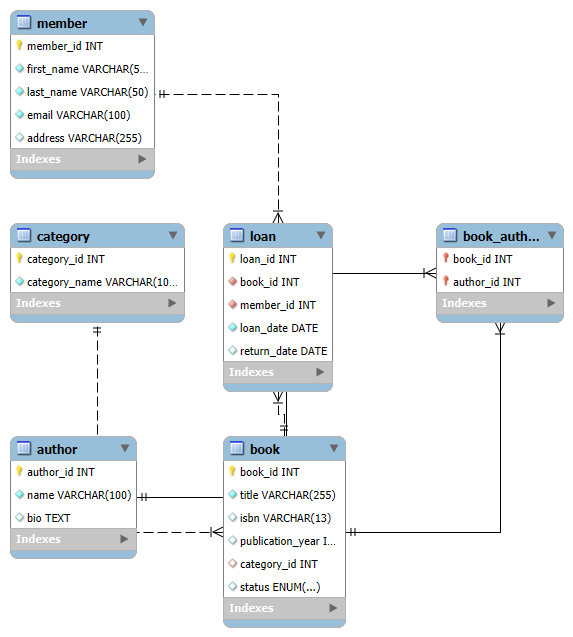 member
member_id INT
first_name VARCHAR(5...
last_name VARCHAR(50)
email VARCHAR(100)
address VARCHAR(255)
Indexes
category
category_id INT
category_name VARCHAR(10...
Indexes
loan
loan_id INT
book_id INT
member_id INT
loan_date DATE
return_date DATE
Indexes
book_auth...
book_id INT
author_id INT
Indexes
author
author_id INT
name VARCHAR(100)
bio TEXT
Indexes
book
book_id INT
title VARCHAR(255)
isbn VARCHAR(13)
publication_year I...
category_id INT
status ENUM(...)
Indexes